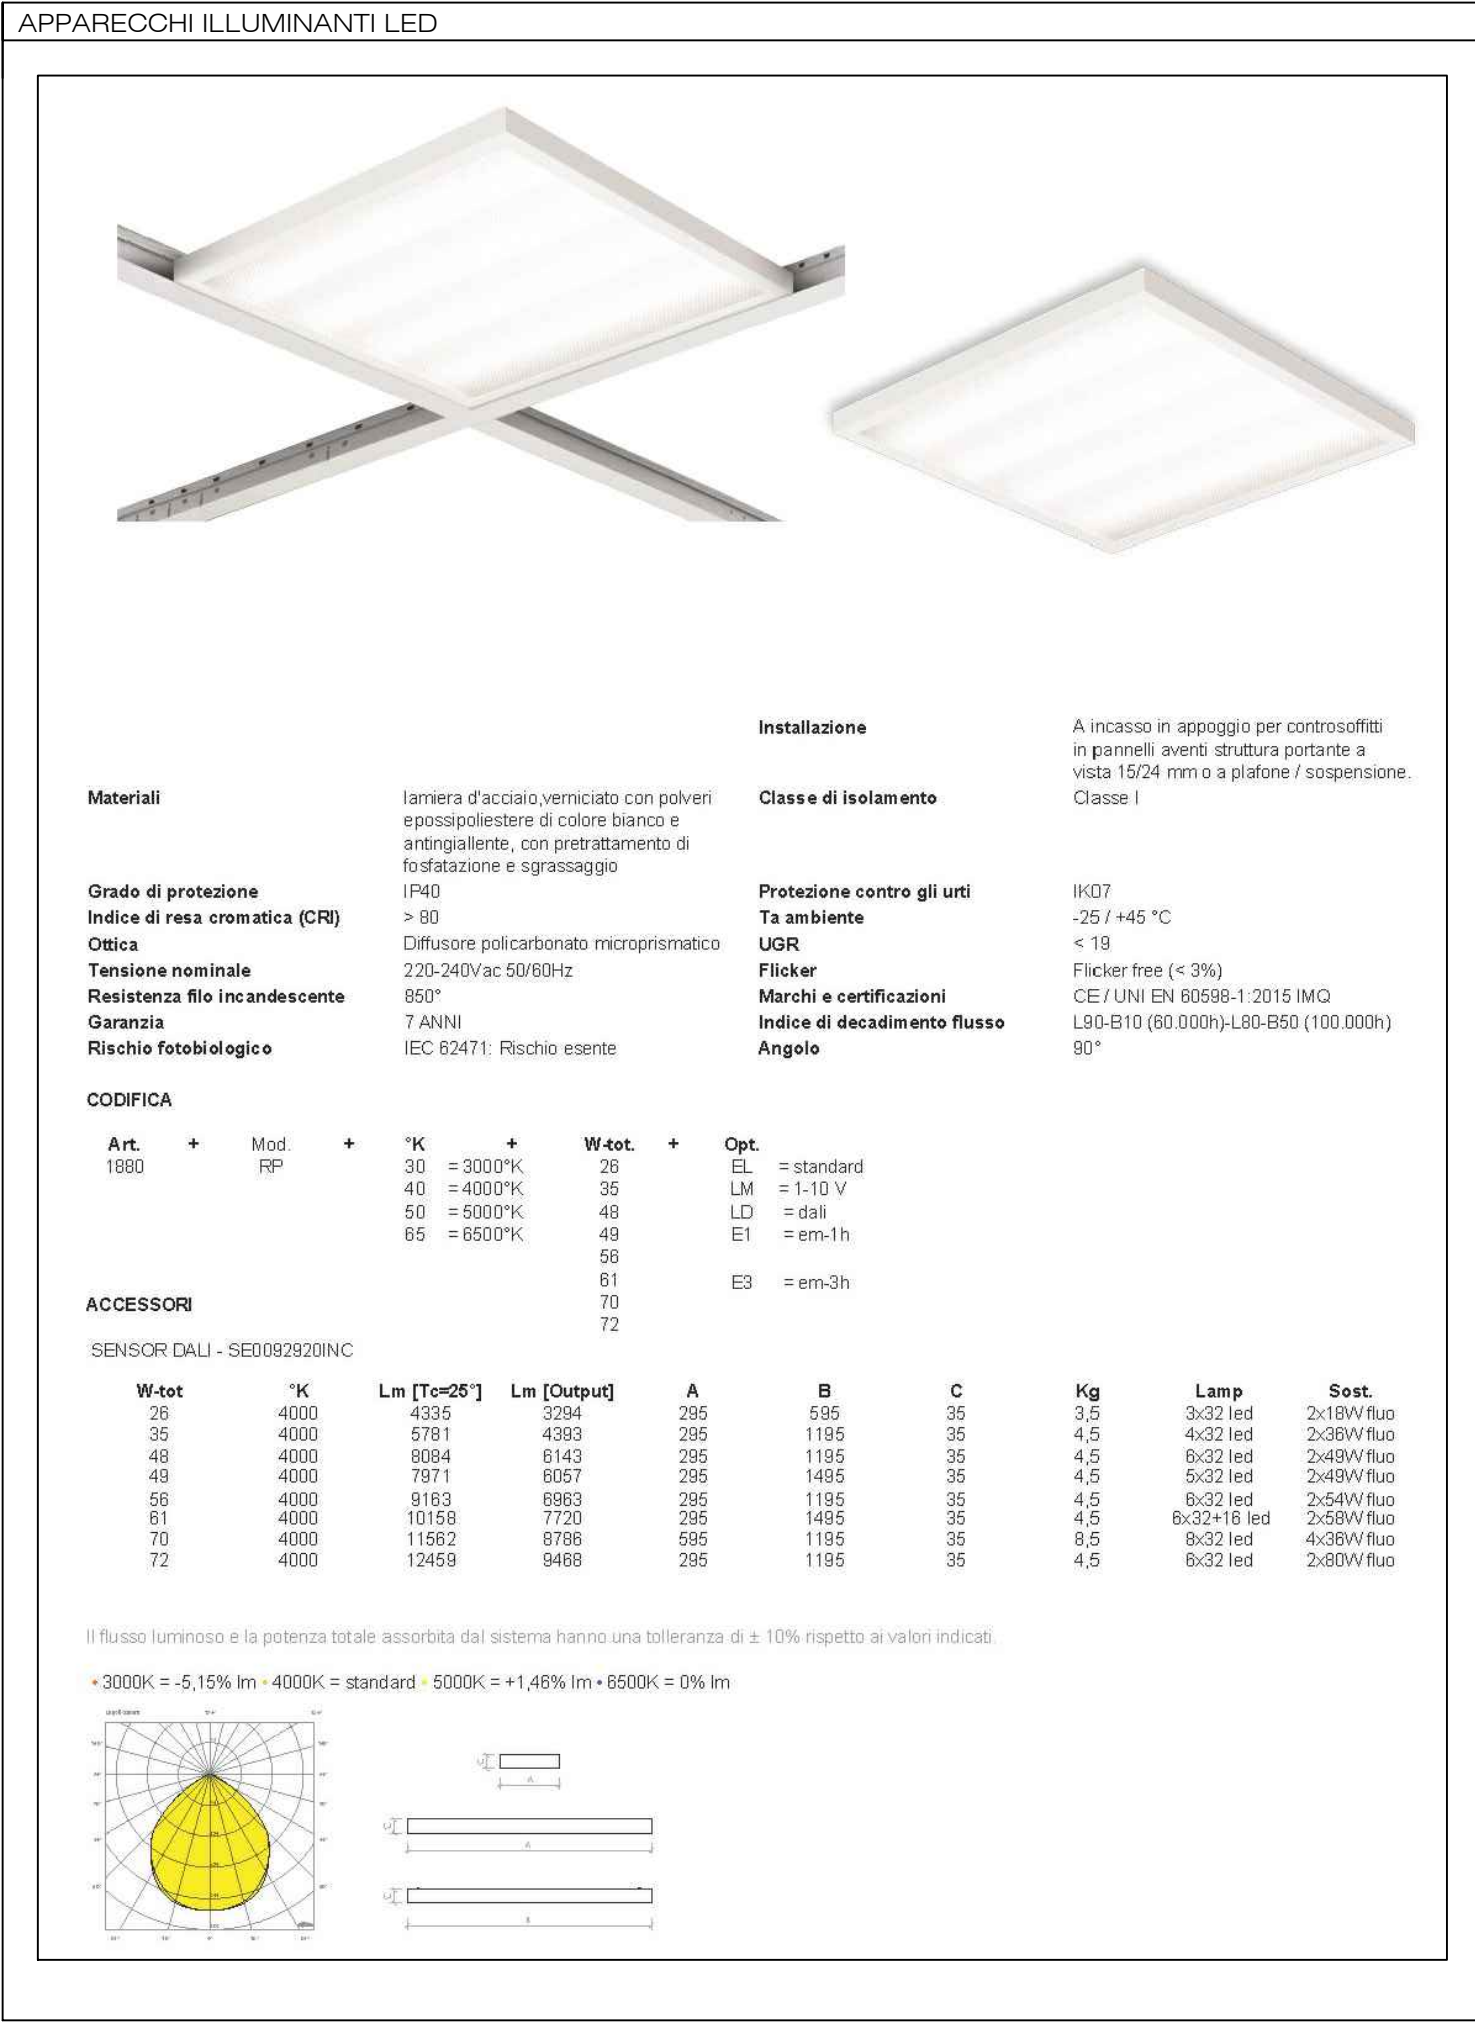 APPARECCHI ILLUMINANTI LED
Installazione A incasso in appoggio per controsoffitti
in pannelli aventi struttura portante a
vista 15/24 mm o a plafone / sospensione.
Materiali lamiera d'acciaio,verniciato con polveri Classe di isolamento Classe I
epossipoliestere di colore bianco e
antingiallente, con pretrattamento di
fosfatazione e sgrassaggio
Grado di protezione IP40 Protezione contro gli urti IK07
Indice di resa cromatica (CRI) > 80 Ta ambiente -25 / +45 °C
Ottica Diffusore policarbonato microprismatico UGR < 19
Tensione nominale 220-240Vac 50/60Hz Flicker Flicker free (< 3%)
Resistenza filo incandescente 850° Marchi e certificazioni CE / UNI EN 60598-1:2015 IMQ
Garanzia 7 ANNI Indice di decadimento flusso L90-B10 (60.000h)-L80-B50 (100.000h)
Rischio fotobiologico IEC 62471: Rischio esente Angolo 90°
CODIFICA
Art. + Mod. + °K + W-tot. + Opt.
1880 RP 30 = 3000°K 26 EL = standard
40 = 4000°K 35 LM = 1-10 V
50 = 5000°K 48 LD = dali
65 = 6500°K 49 E1 = em-1h
56
61 E3 = em-3h
ACCESSORI 70
72
SENSOR DALI - SE0092920INC
W-tot °K Lm [Tc=25°] Lm [Output] A B C Kg Lamp Sost.
26 4000 4335 3294 295 595 35 3,5 3x32 led 2x18W fluo
35 4000 5781 4393 295 1195 35 4,5 4x32 led 2x36W fluo
48 4000 8084 6143 295 1195 35 4,5 6x32 led 2x49W fluo
49 4000 7971 6057 295 1495 35 4,5 5x32 led 2x49W fluo
56 4000 9163 6963 295 1195 35 4,5 6x32 led 2x54W fluo
61 4000 10158 7720 295 1495 35 4,5 6x32+16 led 2x58W fluo
70 4000 11562 8786 595 1195 35 8,5 8x32 led 4x36W fluo
72 4000 12459 9468 295 1195 35 4,5 6x32 led 2x80W fluo
Il flusso luminoso e la potenza totale assorbita dal sistema hanno una tolleranza di ± 10% rispetto ai valori indicati.
• 3000K = -5,15% lm • 4000K = standard • 5000K = +1,46% lm • 6500K = 0% lm
C
A
C
A
C